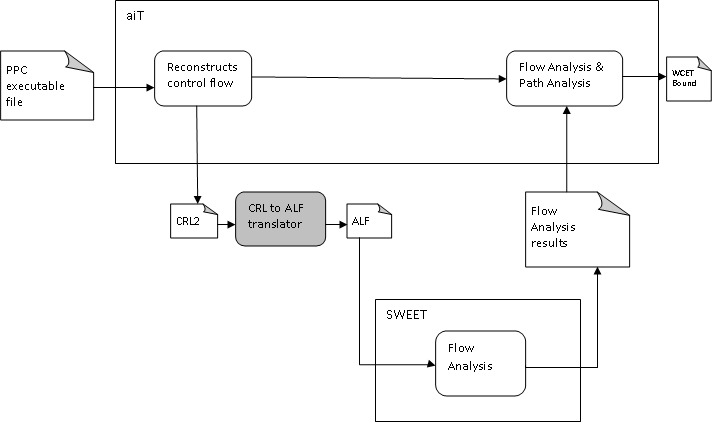 aiT
PPC
executable
file
Reconstructs
control flow
Flow Analysis &
Path Analysis
WCET
Bound
CRL2
CRL to ALF
translator
ALF
Flow
Analysis
results
SWEET
Flow
Analysis